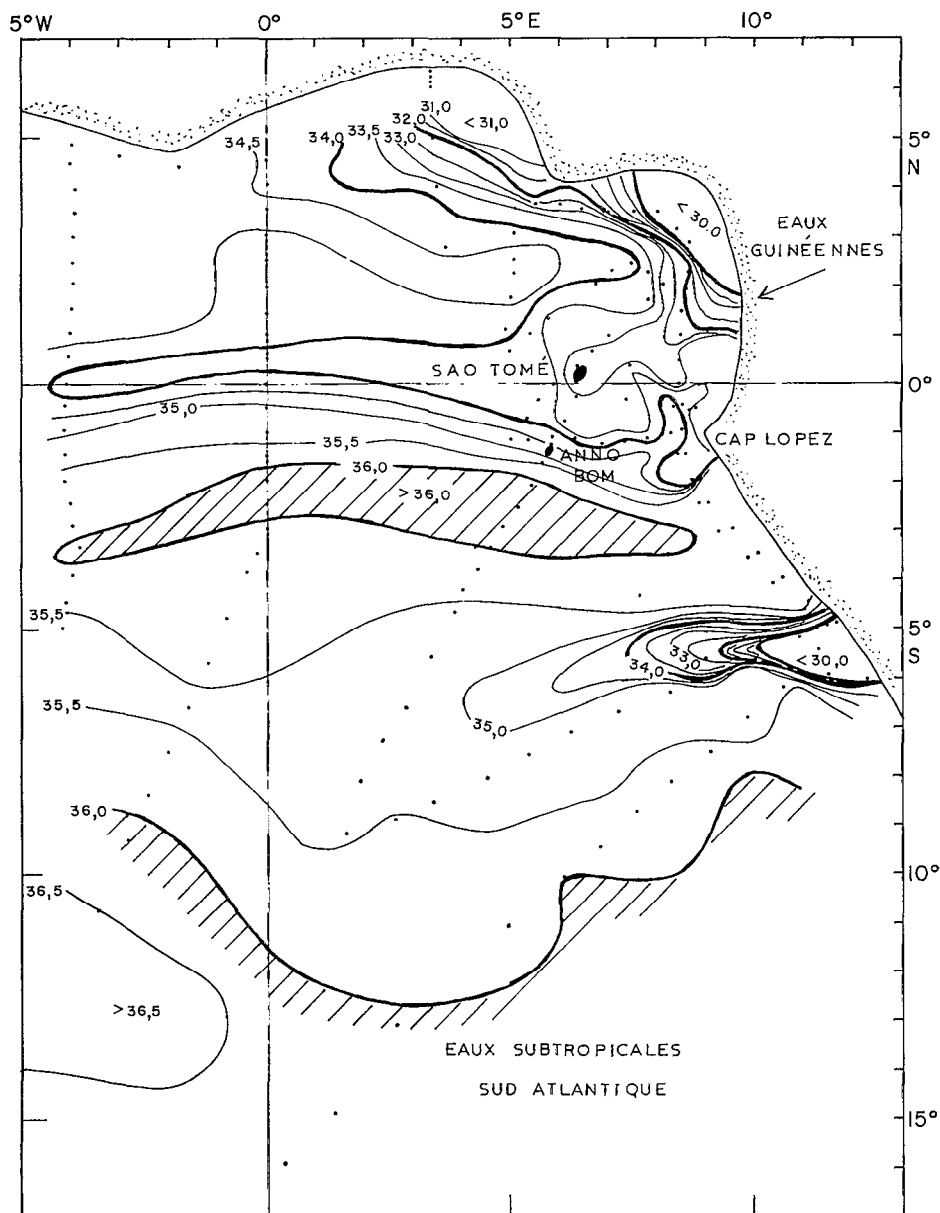 5°W
0°
5°E
10°
31,0
32,0
<31,0
33,5
33,0
34,0
34,5
5°
N
<30.0
EAUX
GUINÉENNES
SAO TOMÉ
0°
35,0
35,5
CAP LOPEZ
ANNO
BOM
36,0
>36,0
35,5
5°
S
33,0
<30,0
34,0
35,0
35,5
36,0
10°
36,5
>36,5
EAUX SUBTROPICALES
SUD ATLANTIQUE
15°